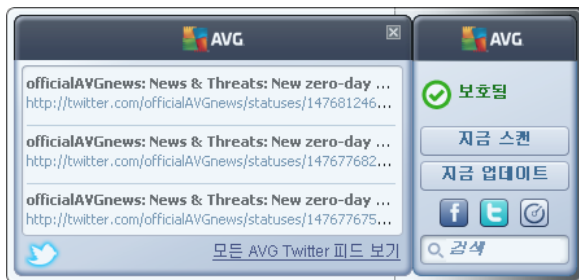 AVG
officialAVGnews: News & Threats: New zero-day ...
http://twitter.com/officialAVGnews/statuses/147681246...
officialAVGnews: News & Threats: New zero-day ...
http://twitter.com/officialAVGnews/statuses/147677682...
officialAVGnews: News & Threats: New zero-day ...
http://twitter.com/officialAVGnews/statuses/147677675...
모든 AVG Twitter 피드 보기
AVG
보호됨
지금 스캔
지금 업데이트
f t
검색